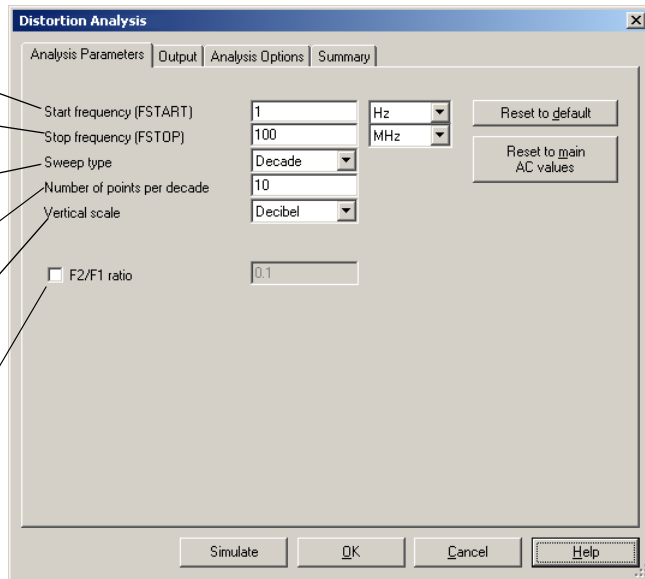 Distortion Analysis
Analysis Parameters Output Analysis Options Summary
Start frequency (FSTART) 1 Hz Reset to default
Stop frequency (FSTOP) 100 MHz
Sweep type Decade Reset to main
AC values
Number of points per decade 10
Vertical scale Decibel
F2/F1 ratio 0.1
Simulate OK Cancel Help